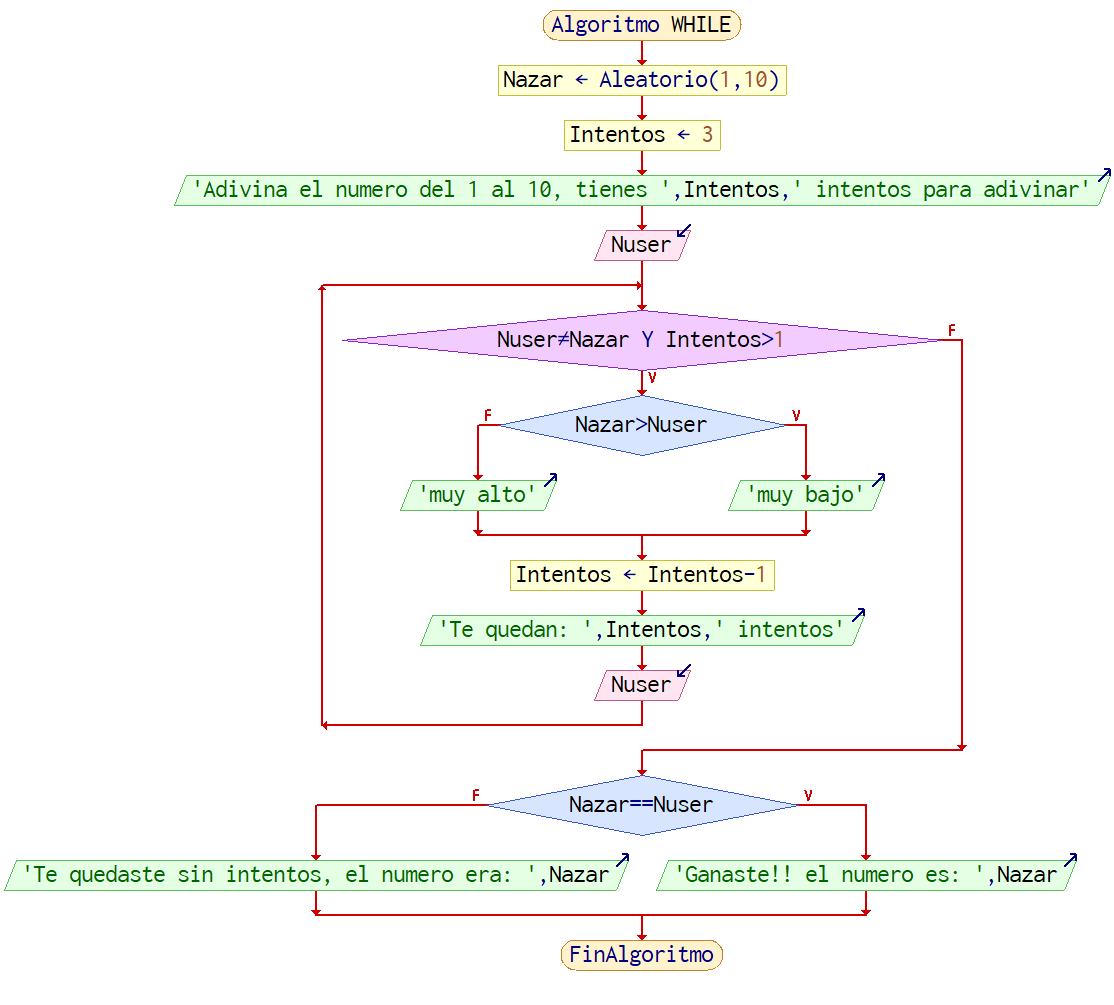 Algoritmo WHILE
Nazar ← Aleatorio(1,10)
Intentos ← 3
'Adivina el numero del 1 al 10, tienes ',Intentos,' intentos para adivinar'
Nuser
Nuser≠Nazar Y Intentos>1
F
V
Nazar>Nuser
F
V
'muy alto'
'muy bajo'
Intentos ← Intentos-1
'Te quedan: ',Intentos,' intentos'
Nuser
Nazar==Nuser
F
V
'Te quedaste sin intentos, el numero era: ',Nazar
'Ganaste!! el numero es: ',Nazar
FinAlgoritmo